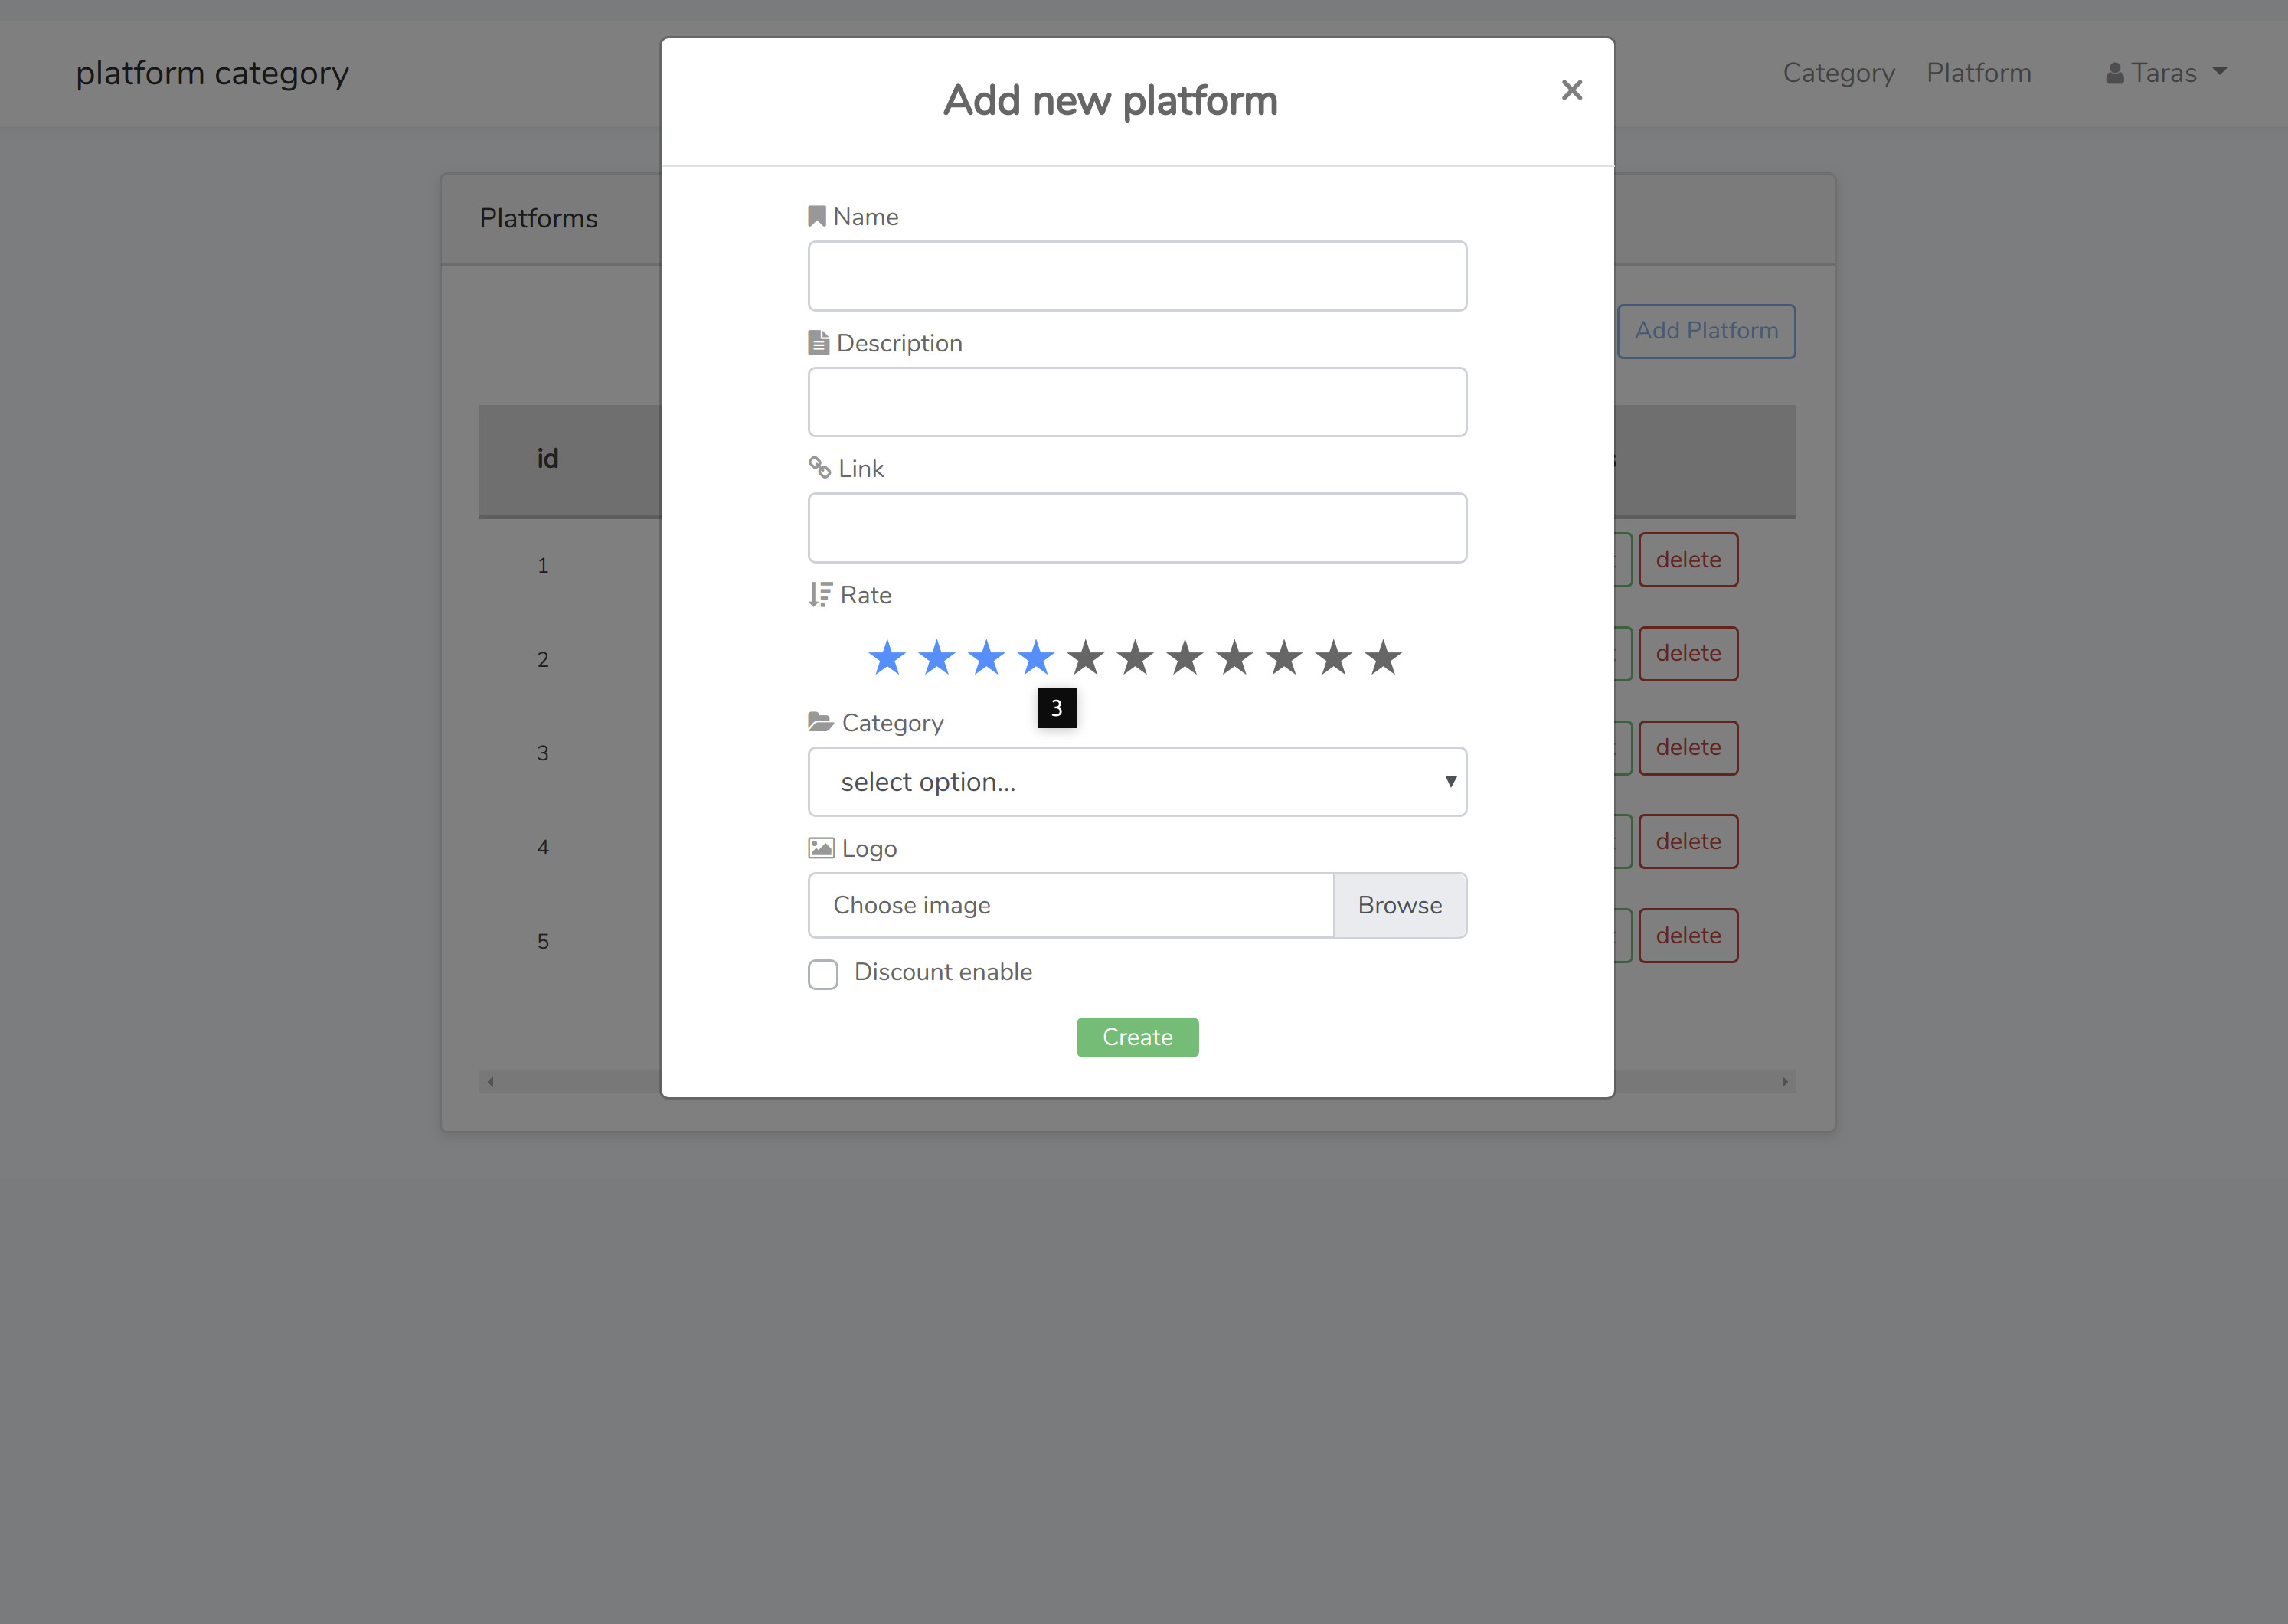 platform category
Category Platform Taras
Platforms
Add Platform
id
1 delete
2 delete
3 delete
4 delete
5 delete
Add new platform
Name
Description
Link
Rate
3
Category
select option...
Logo
Choose image Browse
Discount enable
Create